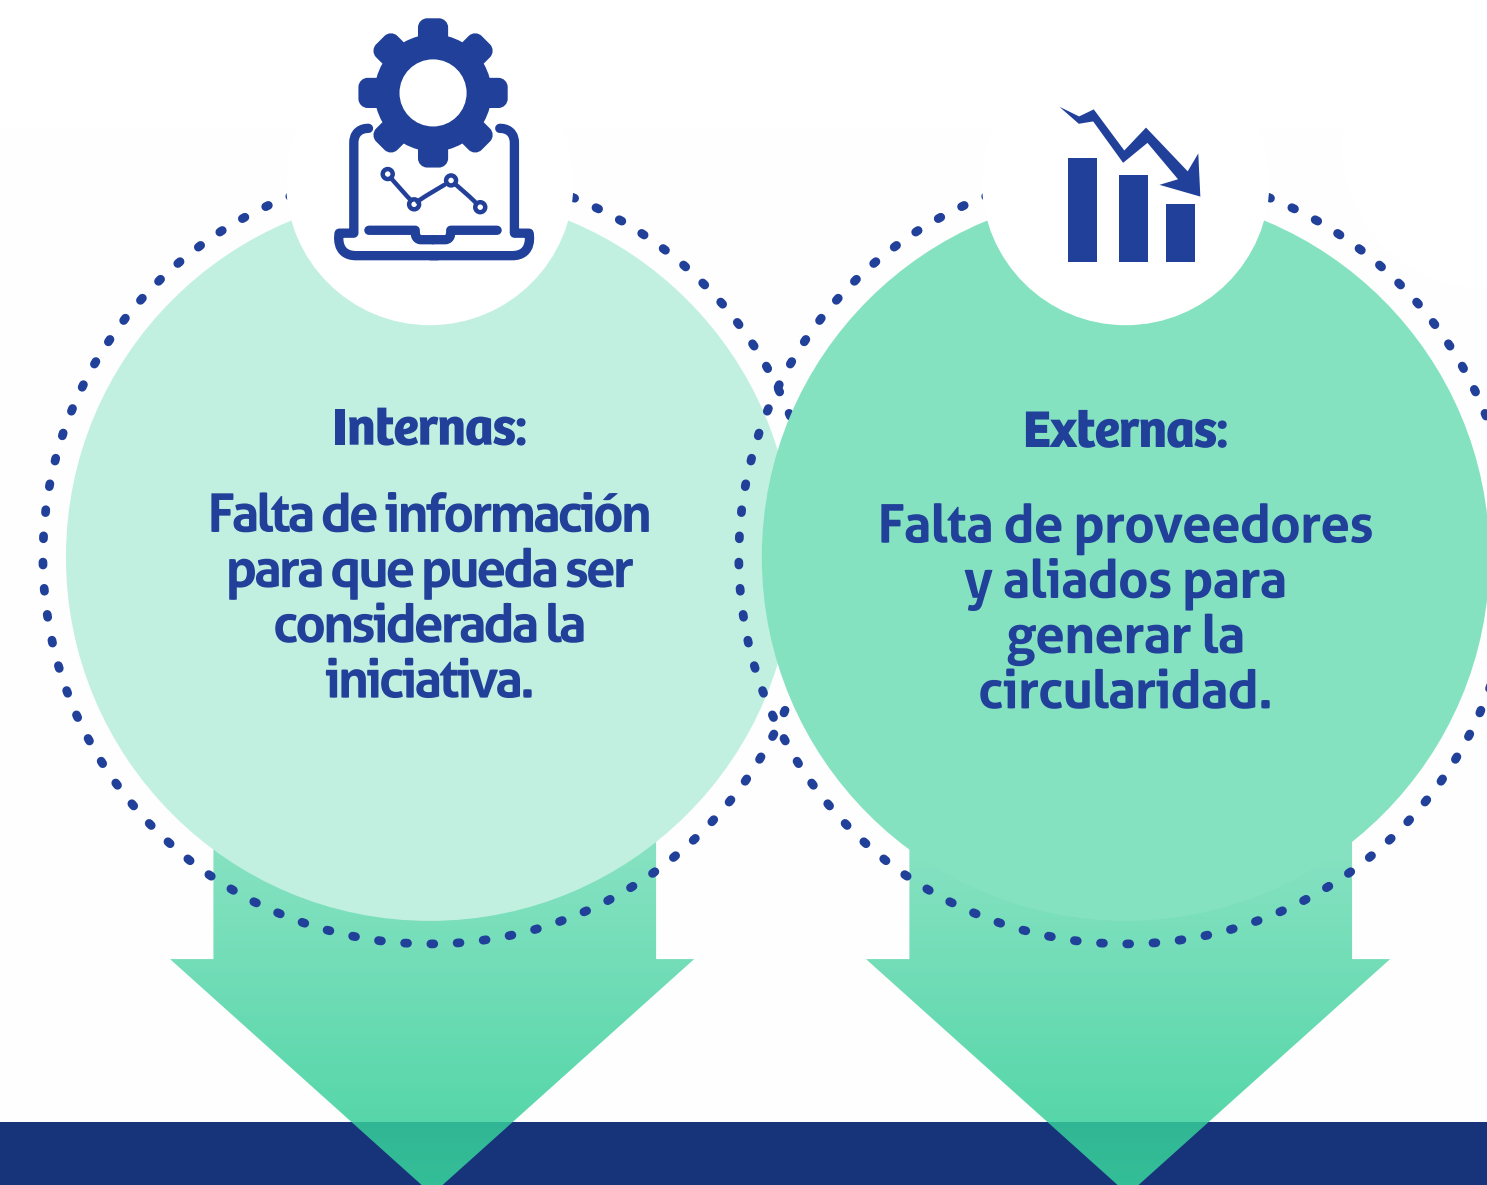 Internas:
Falta de información
para que pueda ser
considerada la
iniciativa.
Externas:
Falta de proveedores
y aliados para
generar la
circularidad.